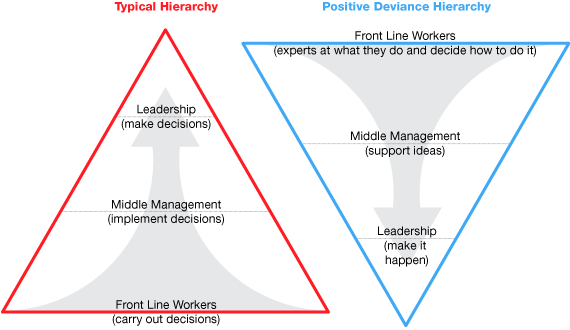 Typical Hierarchy
Leadership
(make decisions)
Middle Management
(implement decisions)
Front Line Workers
(carry out decisions)
Positive Deviance Hierarchy
Front Line Workers
(experts at what they do and decide how to do it)
Middle Management
(support ideas)
Leadership
(make it
happen)